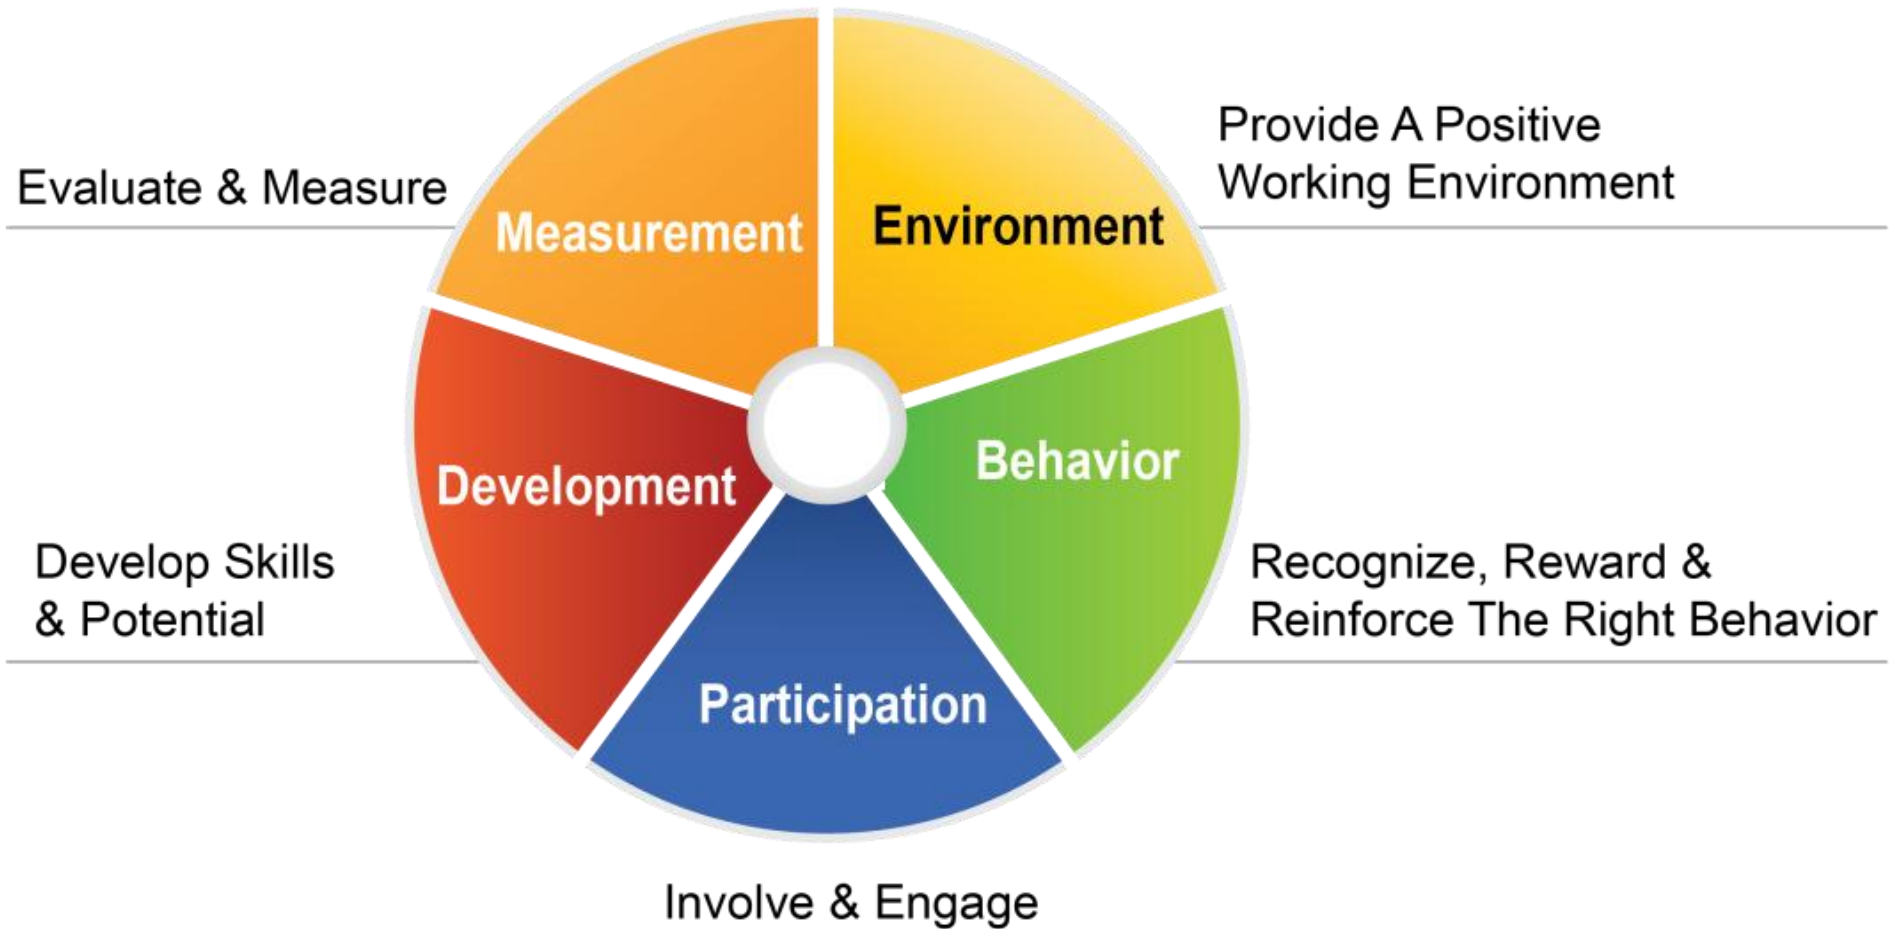 Evaluate & Measure
Measurement
Environment
Provide A Positive
Working Environment
Development
Behavior
Develop Skills
& Potential
Recognize, Reward &
Reinforce The Right Behavior
Participation
Involve & Engage